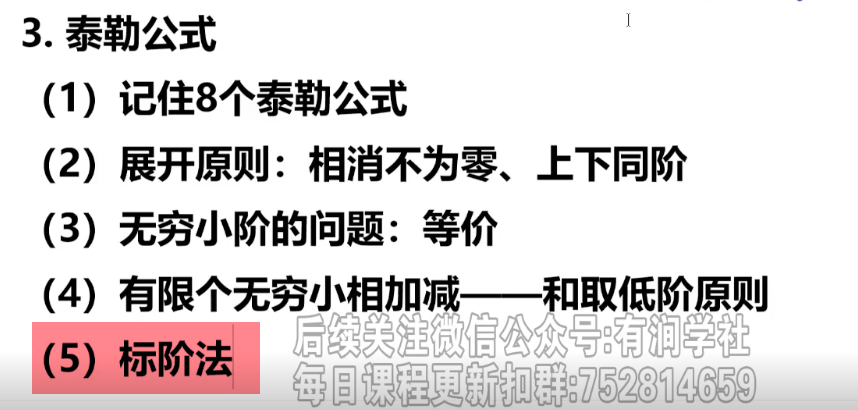 3. 泰勒公式
（1）记住8个泰勒公式
（2）展开原则：相消不为零、上下同阶
（3）无穷小阶的问题：等价
（4）有限个无穷小相加减——和取低阶原则
（5）标阶法
后续关注微信公众号:有涧学社
每日课程更新扣群:752814659